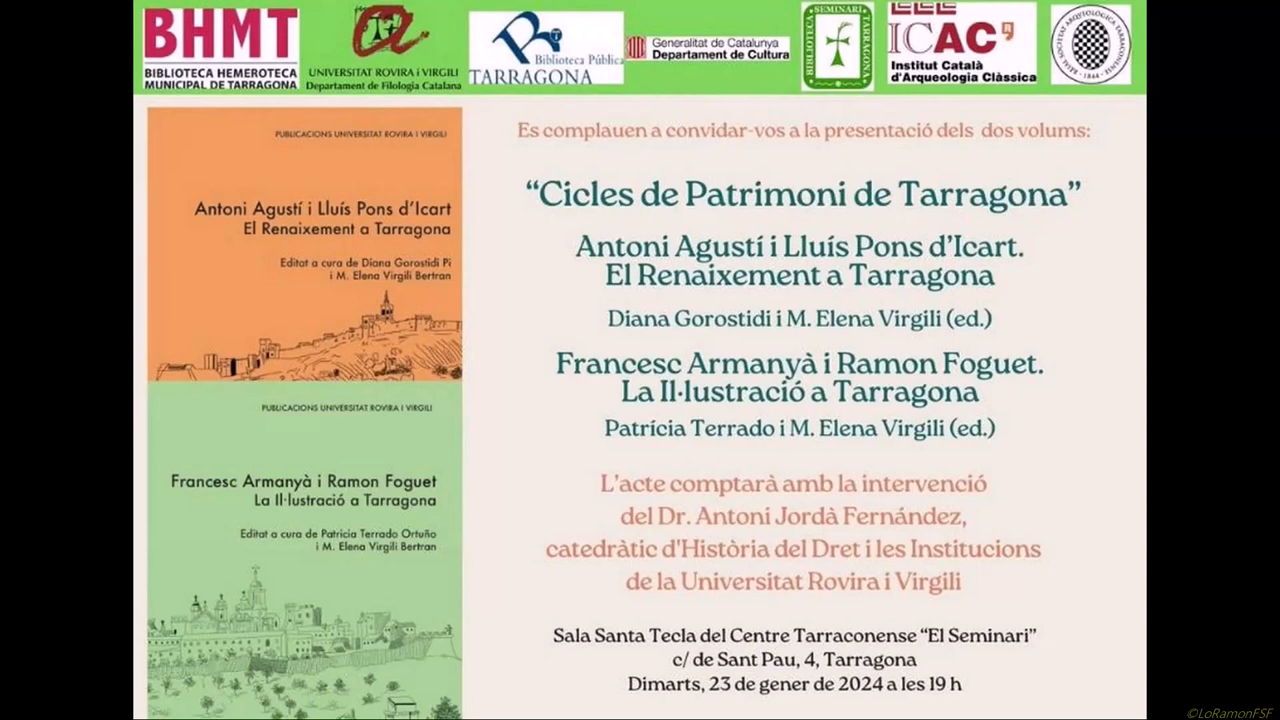 BHMT
BIBLIOTECA HEMEROTECA
MUNICIPAL DE TARRAGONA
UNIVERSITAT ROVIRA i VIRGILI
Departament de Filologia Catalana
Biblioteca Pública
TARRAGONA
Generalitat de Catalunya
Departament de Cultura
BIBLIOTECA SEMINARI TARRAGONA
ICAC
Institut Català
d'Arqueologia Clàssica
REIAL SOCIETAT ARQUEOLÒGICA TARRACONENSE
1844
PUBLICACIONS UNIVERSITAT ROVIRA I VIRGILI
Antoni Agustí i Lluís Pons d'Icart
El Renaixement a Tarragona
Editat a cura de Diana Gorostidi Pi
i M. Elena Virgili Bertran
PUBLICACIONS UNIVERSITAT ROVIRA I VIRGILI
Francesc Armanyà i Ramon Foguet
La Il·lustració a Tarragona
Editat a cura de Patricia Terrado Ortuño
i M. Elena Virgili Bertran
Es complauen a convidar-vos a la presentació dels dos volums:
“Cicles de Patrimoni de Tarragona”
Antoni Agustí i Lluís Pons d’Icart.
El Renaixement a Tarragona
Diana Gorostidi i M. Elena Virgili (ed.)
Francesc Armanyà i Ramon Foguet.
La Il·lustració a Tarragona
Patrícia Terrado i M. Elena Virgili (ed.)
L’acte comptarà amb la intervenció
del Dr. Antoni Jordà Fernández,
catedràtic d'Història del Dret i les Institucions
de la Universitat Rovira i Virgili
Sala Santa Tecla del Centre Tarraconense “El Seminari”
c/ de Sant Pau, 4, Tarragona
Dimarts, 23 de gener de 2024 a les 19 h
©LoRamonFSF